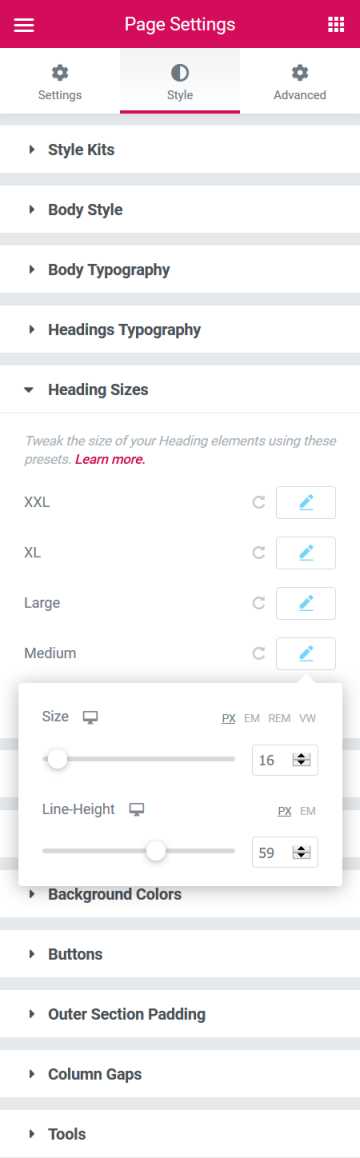 Page Settings
Settings
Style
Advanced
Style Kits
Body Style
Body Typography
Headings Typography
Heading Sizes
Tweak the size of your Heading elements using these
presets. Learn more.
XXL
XL
Large
Medium
Size PX EM REM VW
16
Line-Height PX EM
59
Background Colors
Buttons
Outer Section Padding
Column Gaps
Tools